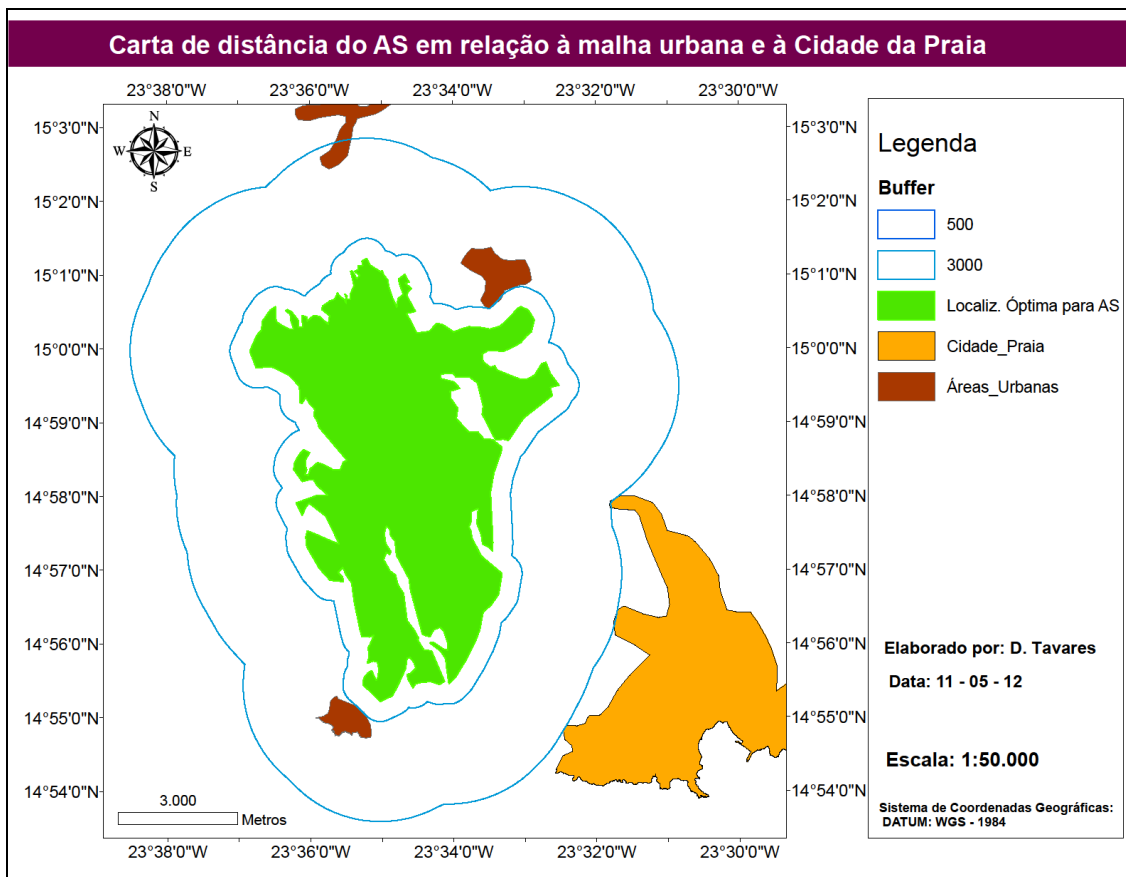 Carta de distância do AS em relação à malha urbana e à Cidade da Praia
23°38'0"W 23°36'0"W 23°34'0"W 23°32'0"W 23°30'0"W
N
W E
S
15°3'0"N 15°3'0"N
15°2'0"N 15°2'0"N
15°1'0"N 15°1'0"N
15°0'0"N 15°0'0"N
14°59'0"N 14°59'0"N
14°58'0"N 14°58'0"N
14°57'0"N 14°57'0"N
14°56'0"N 14°56'0"N
14°55'0"N 14°55'0"N
14°54'0"N 14°54'0"N
3.000
Metros
23°38'0"W 23°36'0"W 23°34'0"W 23°32'0"W 23°30'0"W
Legenda
Buffer
500
3000
Localiz. Óptima para AS
Cidade_Praia
Áreas_Urbanas
Elaborado por: D. Tavares
Data: 11 - 05 - 12
Escala: 1:50.000
Sistema de Coordenadas Geográficas:
DATUM: WGS - 1984